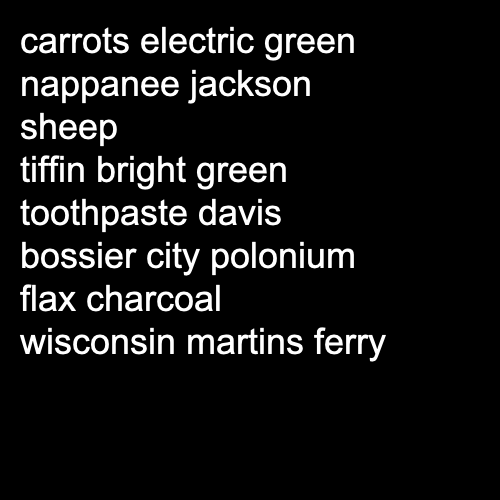 carrots electric green
nappanee jackson
sheep
tiffin bright green
toothpaste davis
bossier city polonium
flax charcoal
wisconsin martins ferry